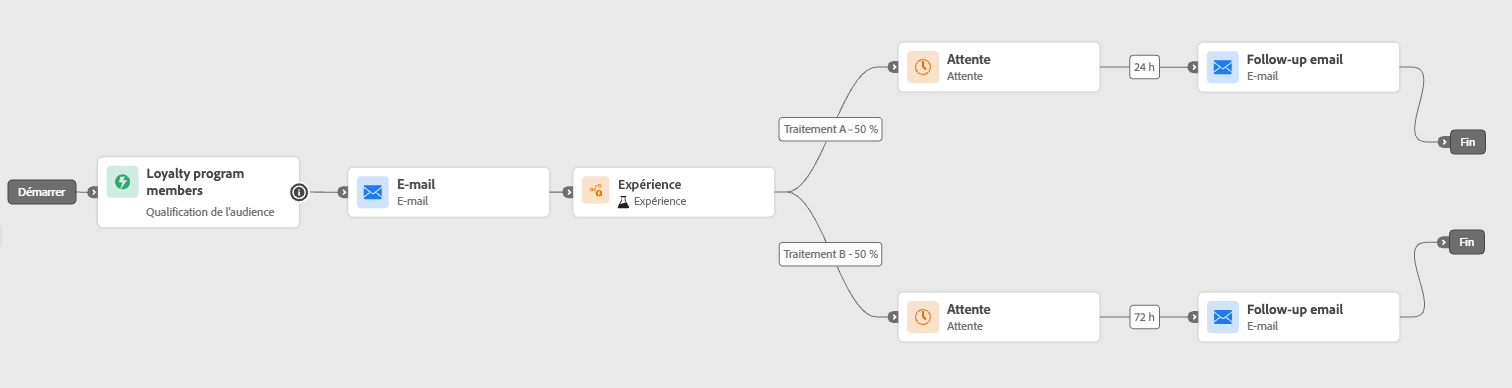 Démarrer
Loyalty program
members
Qualification de l'audience
E-mail
E-mail
Expérience
Expérience
Traitement A - 50 %
Attente
Attente
24 h
Follow-up email
E-mail
Fin
Traitement B - 50 %
Attente
Attente
72 h
Follow-up email
E-mail
Fin